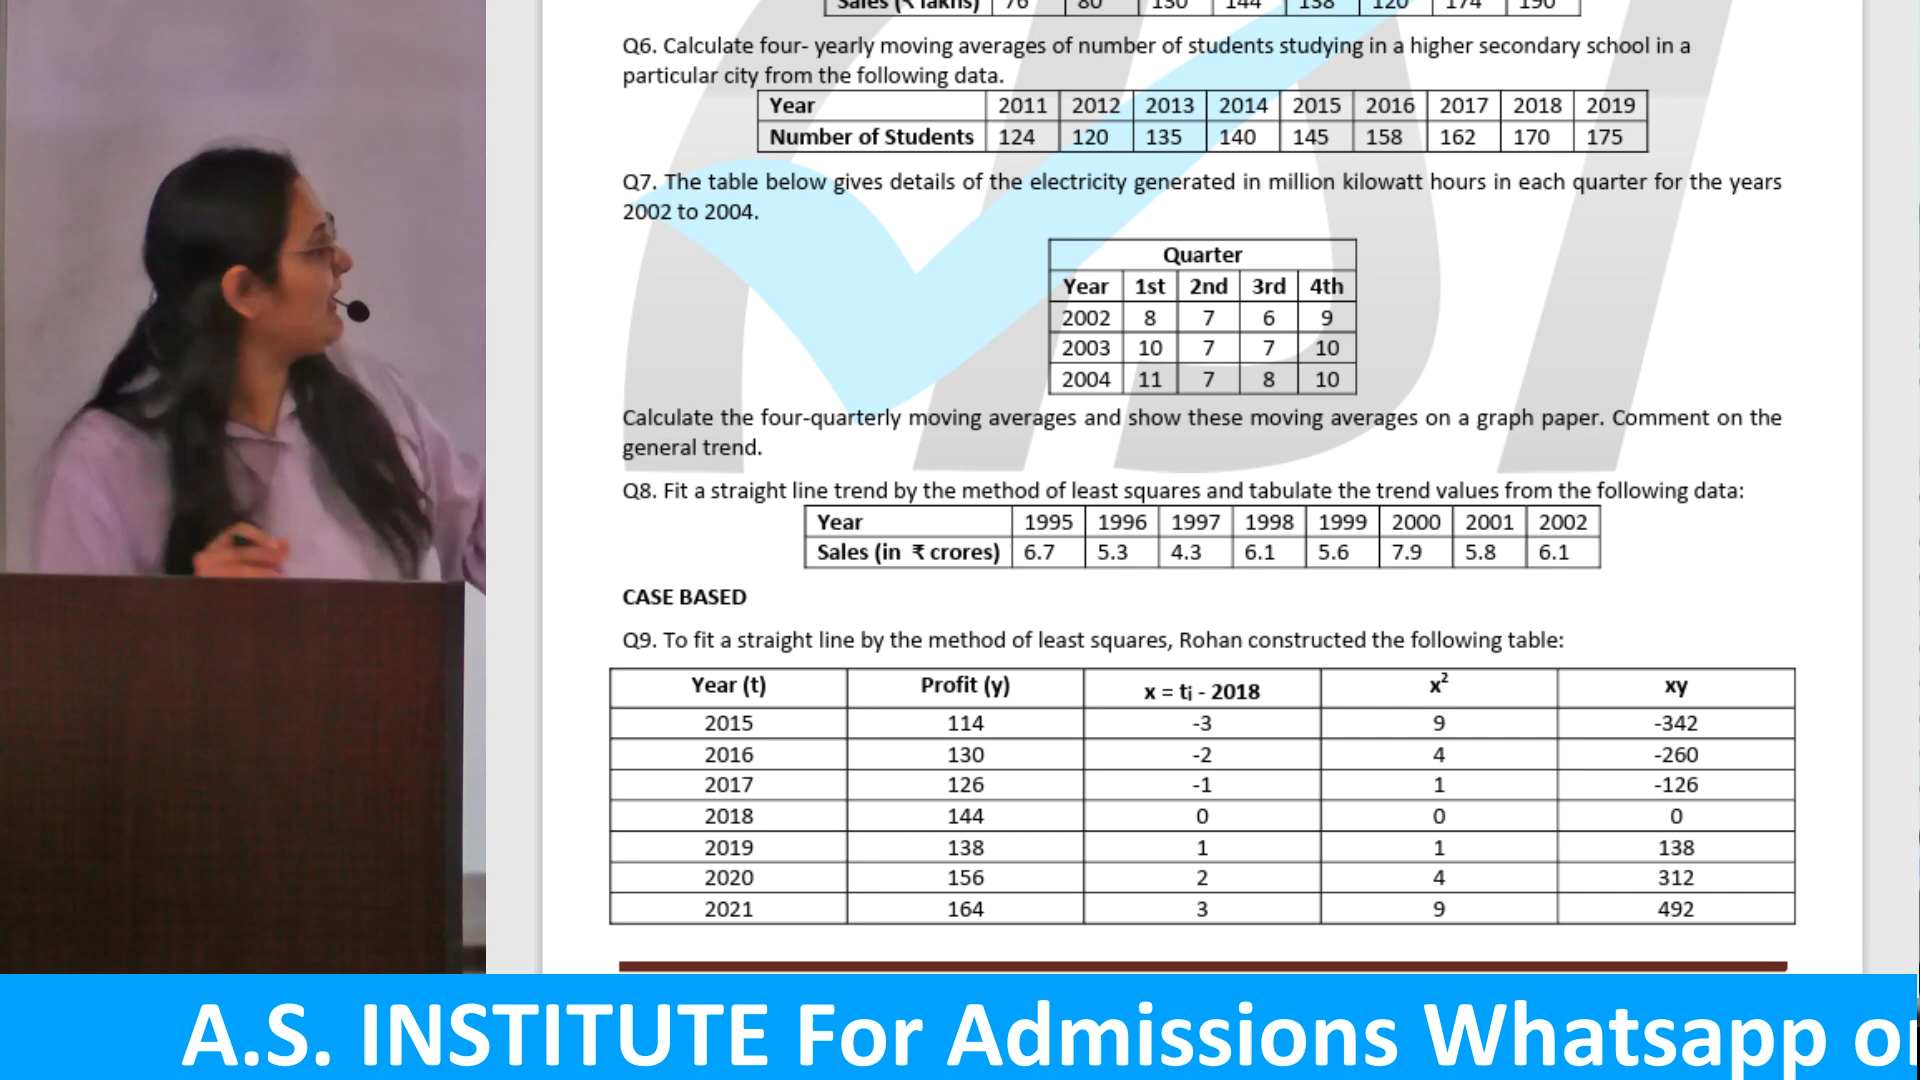 Sales (₹ lakhs) 76 80 130 144 138 120 174 190
Q6. Calculate four- yearly moving averages of number of students studying in a higher secondary school in a
particular city from the following data.
Year 2011 2012 2013 2014 2015 2016 2017 2018 2019
Number of Students 124 120 135 140 145 158 162 170 175
Q7. The table below gives details of the electricity generated in million kilowatt hours in each quarter for the years
2002 to 2004.
Quarter
Year 1st 2nd 3rd 4th
2002 8 7 6 9
2003 10 7 7 10
2004 11 7 8 10
Calculate the four-quarterly moving averages and show these moving averages on a graph paper. Comment on the
general trend.
Q8. Fit a straight line trend by the method of least squares and tabulate the trend values from the following data:
Year 1995 1996 1997 1998 1999 2000 2001 2002
Sales (in ₹ crores) 6.7 5.3 4.3 6.1 5.6 7.9 5.8 6.1
CASE BASED
Q9. To fit a straight line by the method of least squares, Rohan constructed the following table:
Year (t) Profit (y) x = ti - 2018 x² xy
2015 114 -3 9 -342
2016 130 -2 4 -260
2017 126 -1 1 -126
2018 144 0 0 0
2019 138 1 1 138
2020 156 2 4 312
2021 164 3 9 492
A.S. INSTITUTE For Admissions Whatsapp